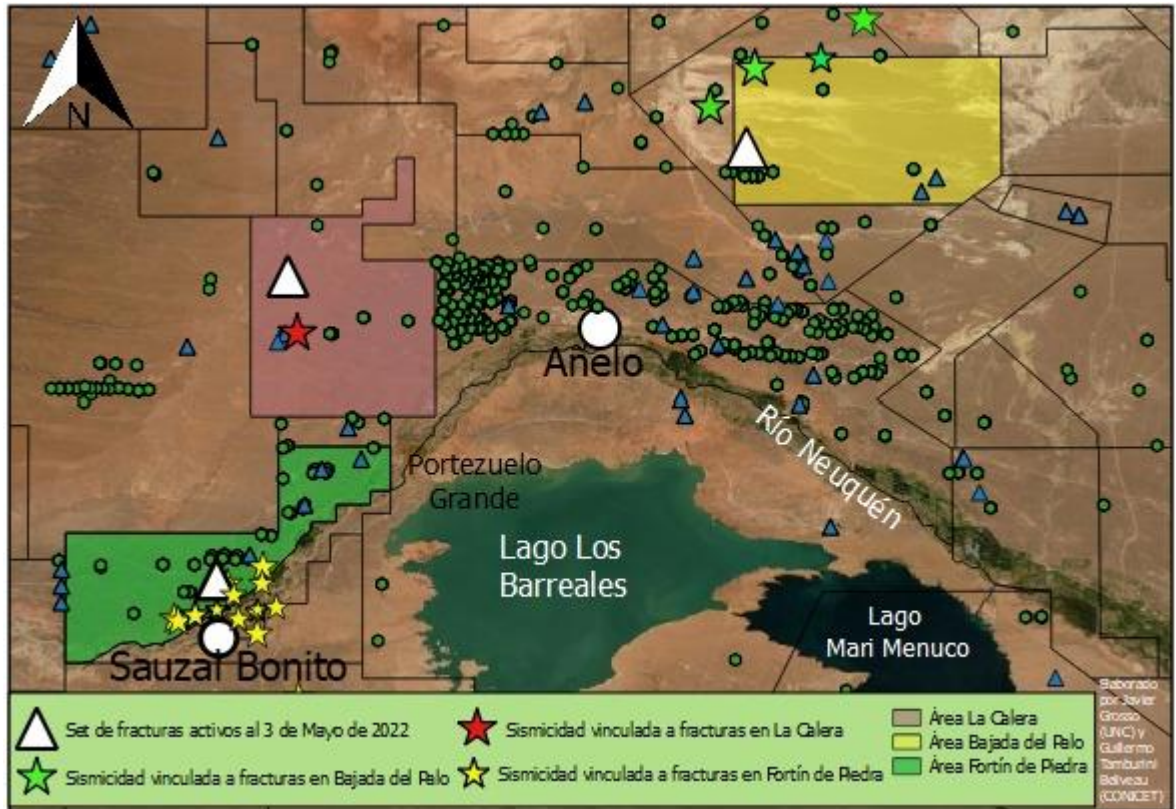 N
Añelo
Portezuelo
Grande
Río Neuquén
Lago Los
Barreales
Lago
Mari Menuco
Sauzal Bonito
Set de fracturas activos al 3 de Mayo de 2022
Sismicidad vinculada a fracturas en La Calera
Área La Calera
Sismicidad vinculada a fracturas en Bajada del Palo
Sismicidad vinculada a fracturas en Fortín de Piedra
Área Bajada del Palo
Área Fortín de Piedra
Elaborado
por Javier
Grosso
(UNC) y
Guillermo
Tamburini
Beliveau
(CONICET)